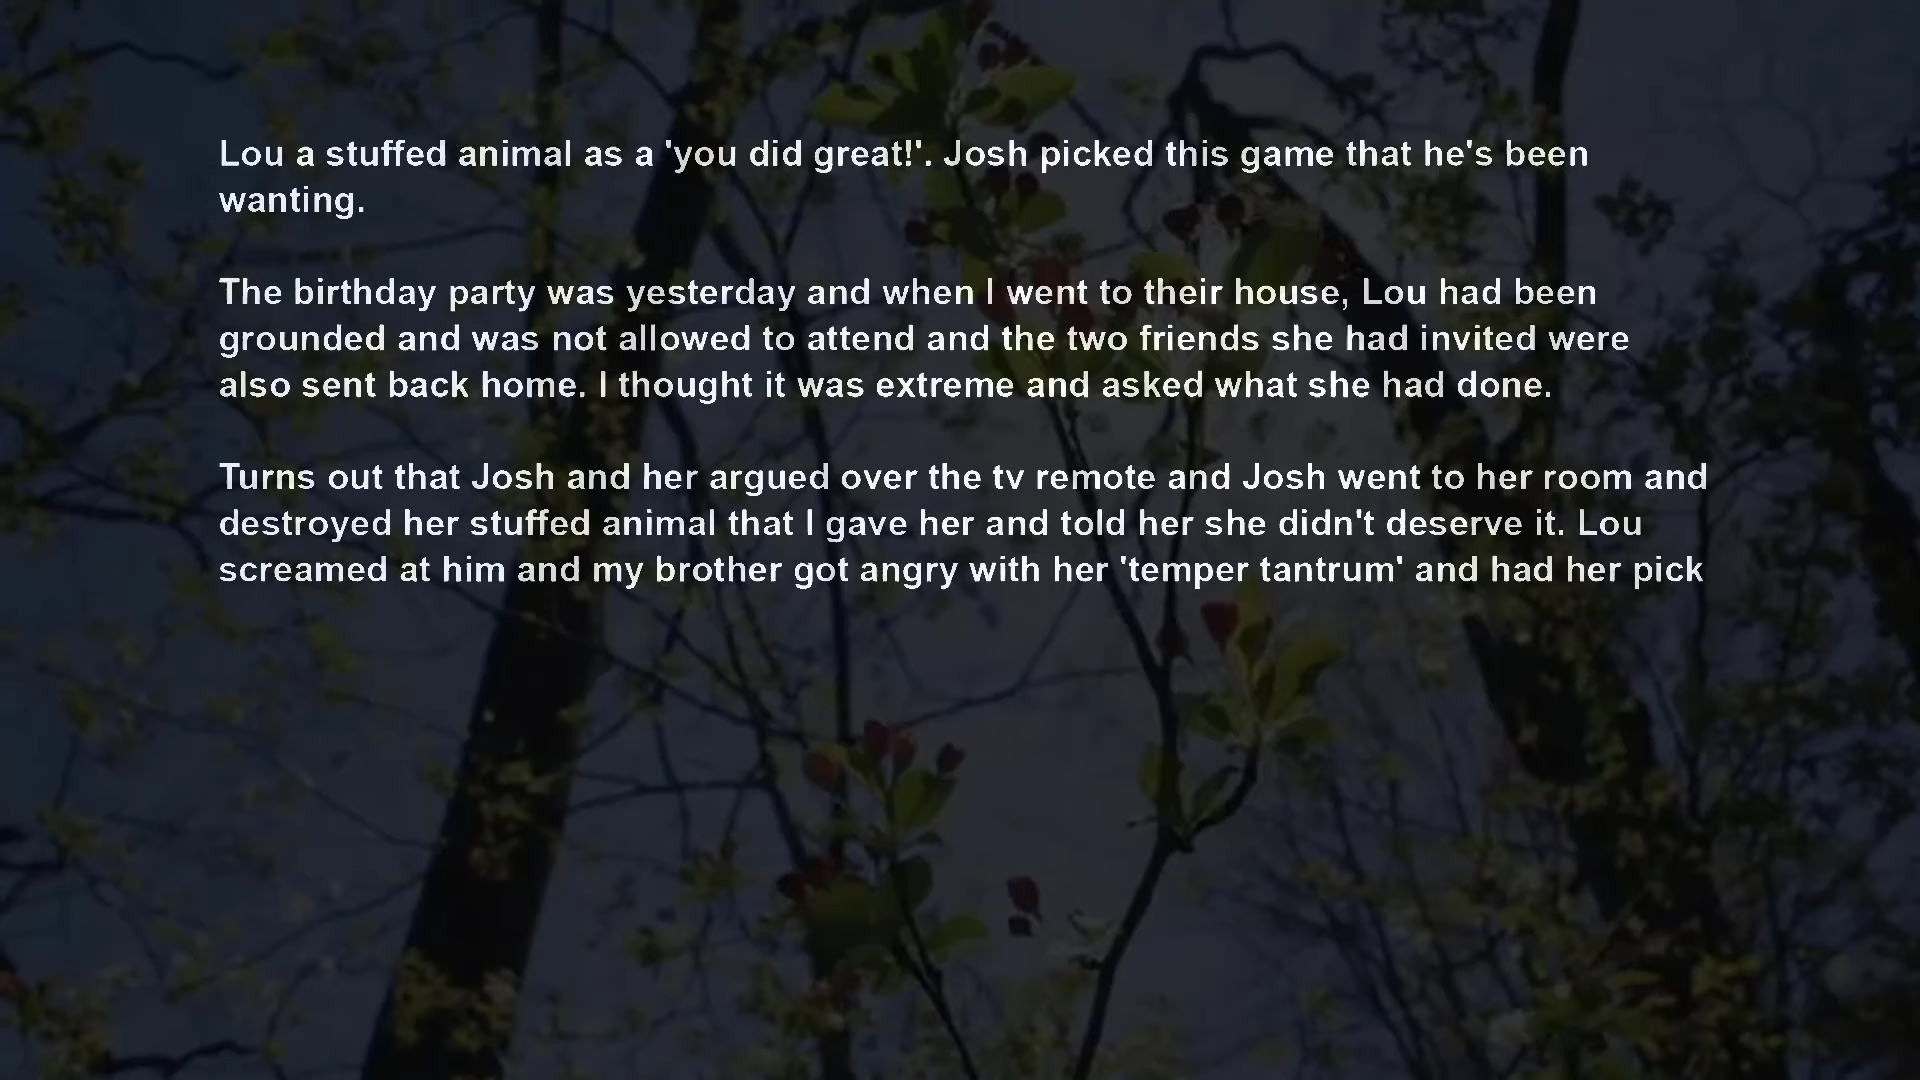 Lou a stuffed animal as a 'you did great!'. Josh picked this game that he's been
wanting.
The birthday party was yesterday and when I went to their house, Lou had been
grounded and was not allowed to attend and the two friends she had invited were
also sent back home. I thought it was extreme and asked what she had done.
Turns out that Josh and her argued over the tv remote and Josh went to her room and
destroyed her stuffed animal that I gave her and told her she didn't deserve it. Lou
screamed at him and my brother got angry with her 'temper tantrum' and had her pick